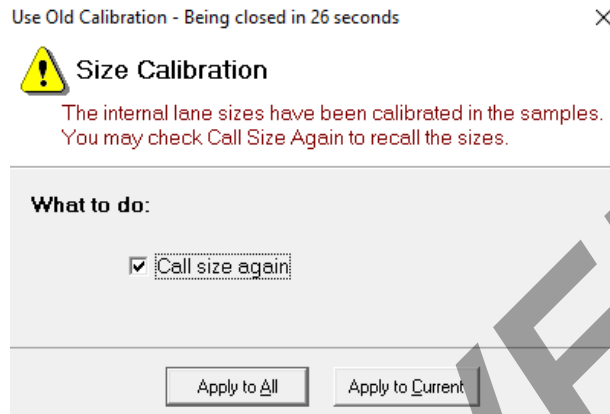 Use Old Calibration - Being closed in 26 seconds
Size Calibration
The internal lane sizes have been calibrated in the samples.
You may check Call Size Again to recall the sizes.
What to do:
Call size again
Apply to All
Apply to Current